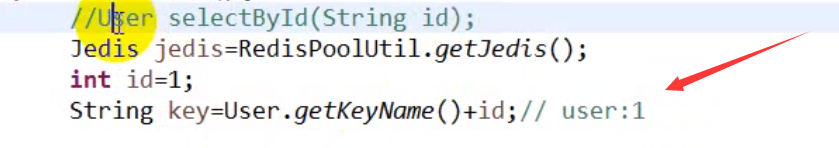 //User selectById(String id);
Jedis jedis=RedisPoolUtil.getJedis();
int id=1;
String key=User.getKeyName()+id;// user:1